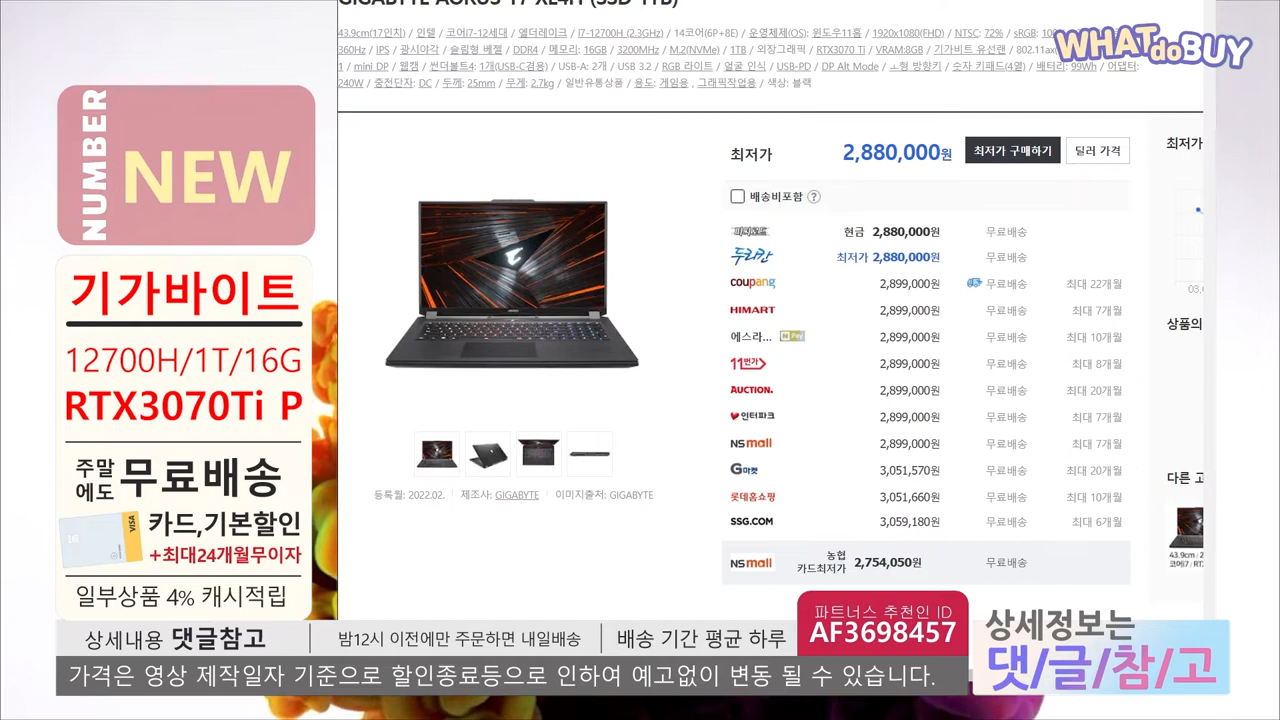 GIGABYTE AORUS 17 XE4H (SSD 1TB)
43.9cm(17인치) / 인텔 / 코어i7-12세대 / 엘더레이크 / i7-12700H (2.3GHz) / 14코어(6P+8E) / 운영체제(OS): 윈도우11홈 / 1920x1080(FHD) / NTSC: 72% / sRGB: 10
360Hz / IPS / 광시야각 / 슬림형 베젤 / DDR4 / 메모리: 16GB / 3200MHz / M.2(NVMe) / 1TB / 외장그래픽 / RTX3070 Ti / VRAM:8GB / 기가비트 유선랜 / 802.11ax
1 / mini DP / 웹캠 / 썬더볼트4: 1개(USB-C겸용) / USB-A: 2개 / USB 3.2 / RGB 라이트 / 얼굴 인식 / USB-PD / DP Alt Mode / ㅗ형 방향키 / 숫자 키패드(4열) / 배터리: 99Wh / 어댑터:
240W / 충전단자: DC / 두께: 25mm / 무게: 2.7kg / 일반유통상품 / 용도: 게임용 , 그래픽작업용 / 색상: 블랙
WHAT do BUY
NUMBER
NEW
기가바이트
12700H/1T/16G
RTX3070Ti P
주말
에도 무료배송
VISA
카드,기본할인
+최대24개월무이자
일부상품 4% 캐시적립
최저가 2,880,000원 최저가 구매하기 딜러 가격
배송비포함 ?
현금 2,880,000원 무료배송
두라칸 최저가 2,880,000원 무료배송
coupang 2,899,000원 무료배송 최대 22개월
HIMART 2,899,000원 무료배송 최대 7개월
에스라... N Pay 2,899,000원 무료배송 최대 10개월
11번가 2,899,000원 무료배송 최대 8개월
AUCTION. 2,899,000원 무료배송 최대 20개월
인터파크 2,899,000원 무료배송 최대 7개월
NS mall 2,899,000원 무료배송 최대 7개월
G마켓 3,051,570원 무료배송 최대 20개월
롯데홈쇼핑 3,051,660원 무료배송 최대 10개월
SSG.COM 3,059,180원 무료배송 최대 6개월
NS mall 농협
카드최저가 2,754,050원 무료배송
등록월: 2022.02. 제조사: GIGABYTE 이미지출처: GIGABYTE
최저가
03.
상품의
다른 고
43.9cm / 2
코어i7 / RT
상세내용 댓글참고
밤12시 이전에만 주문하면 내일배송
배송 기간 평균 하루
파트너스 추천인 ID
AF3698457
상세정보는
댓/글/참/고
가격은 영상 제작일자 기준으로 할인종료등으로 인하여 예고없이 변동 될 수 있습니다.